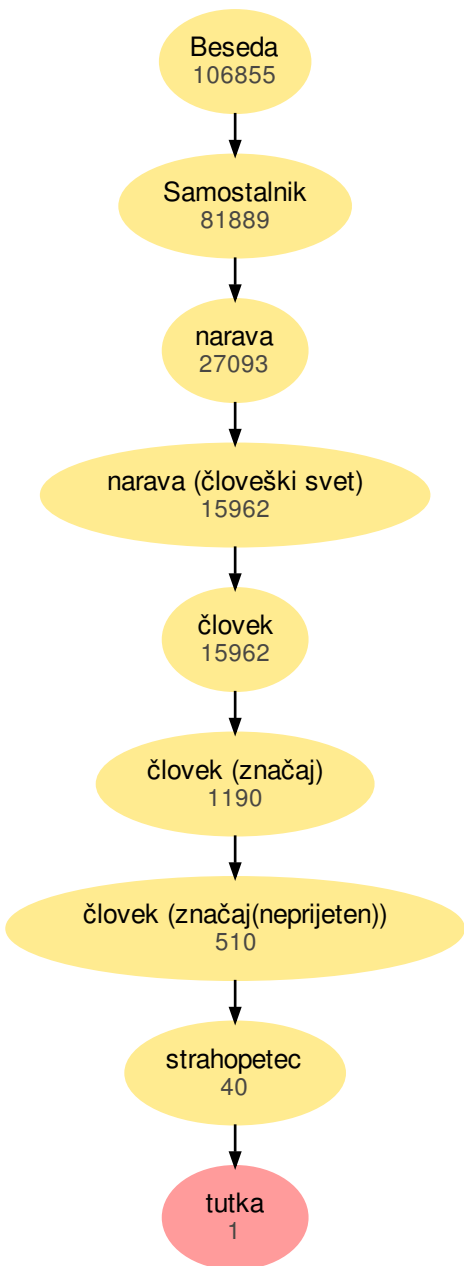 Beseda
106855
Samostalnik
81889
narava
27093
narava (človeški svet)
15962
človek
15962
človek (značaj)
1190
človek (značaj(neprijeten))
510
strahopetec
40
tutka
1